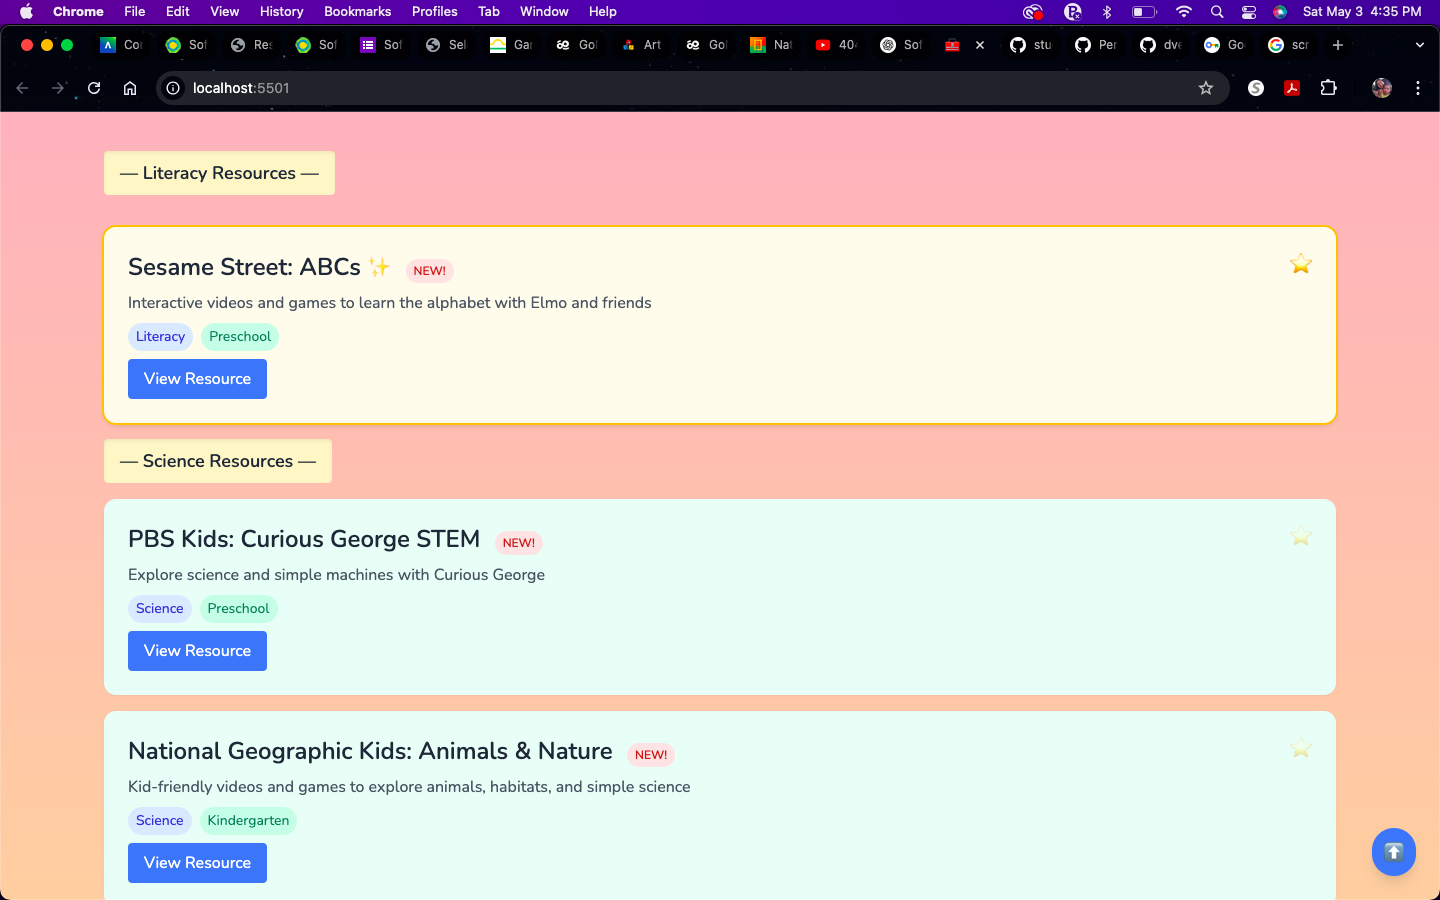 Chrome File Edit View History Bookmarks Profiles Tab Window Help Sat May 3 4:35 PM
Cor Sof Res Sof Sof Sel Gar Gol Art Gol Nat 404 Sof stu Per dve Go scr
localhost:5501
— Literacy Resources —
Sesame Street: ABCs ✨ NEW!
Interactive videos and games to learn the alphabet with Elmo and friends
Literacy Preschool
View Resource
— Science Resources —
PBS Kids: Curious George STEM NEW!
Explore science and simple machines with Curious George
Science Preschool
View Resource
National Geographic Kids: Animals & Nature NEW!
Kid-friendly videos and games to explore animals, habitats, and simple science
Science Kindergarten
View Resource